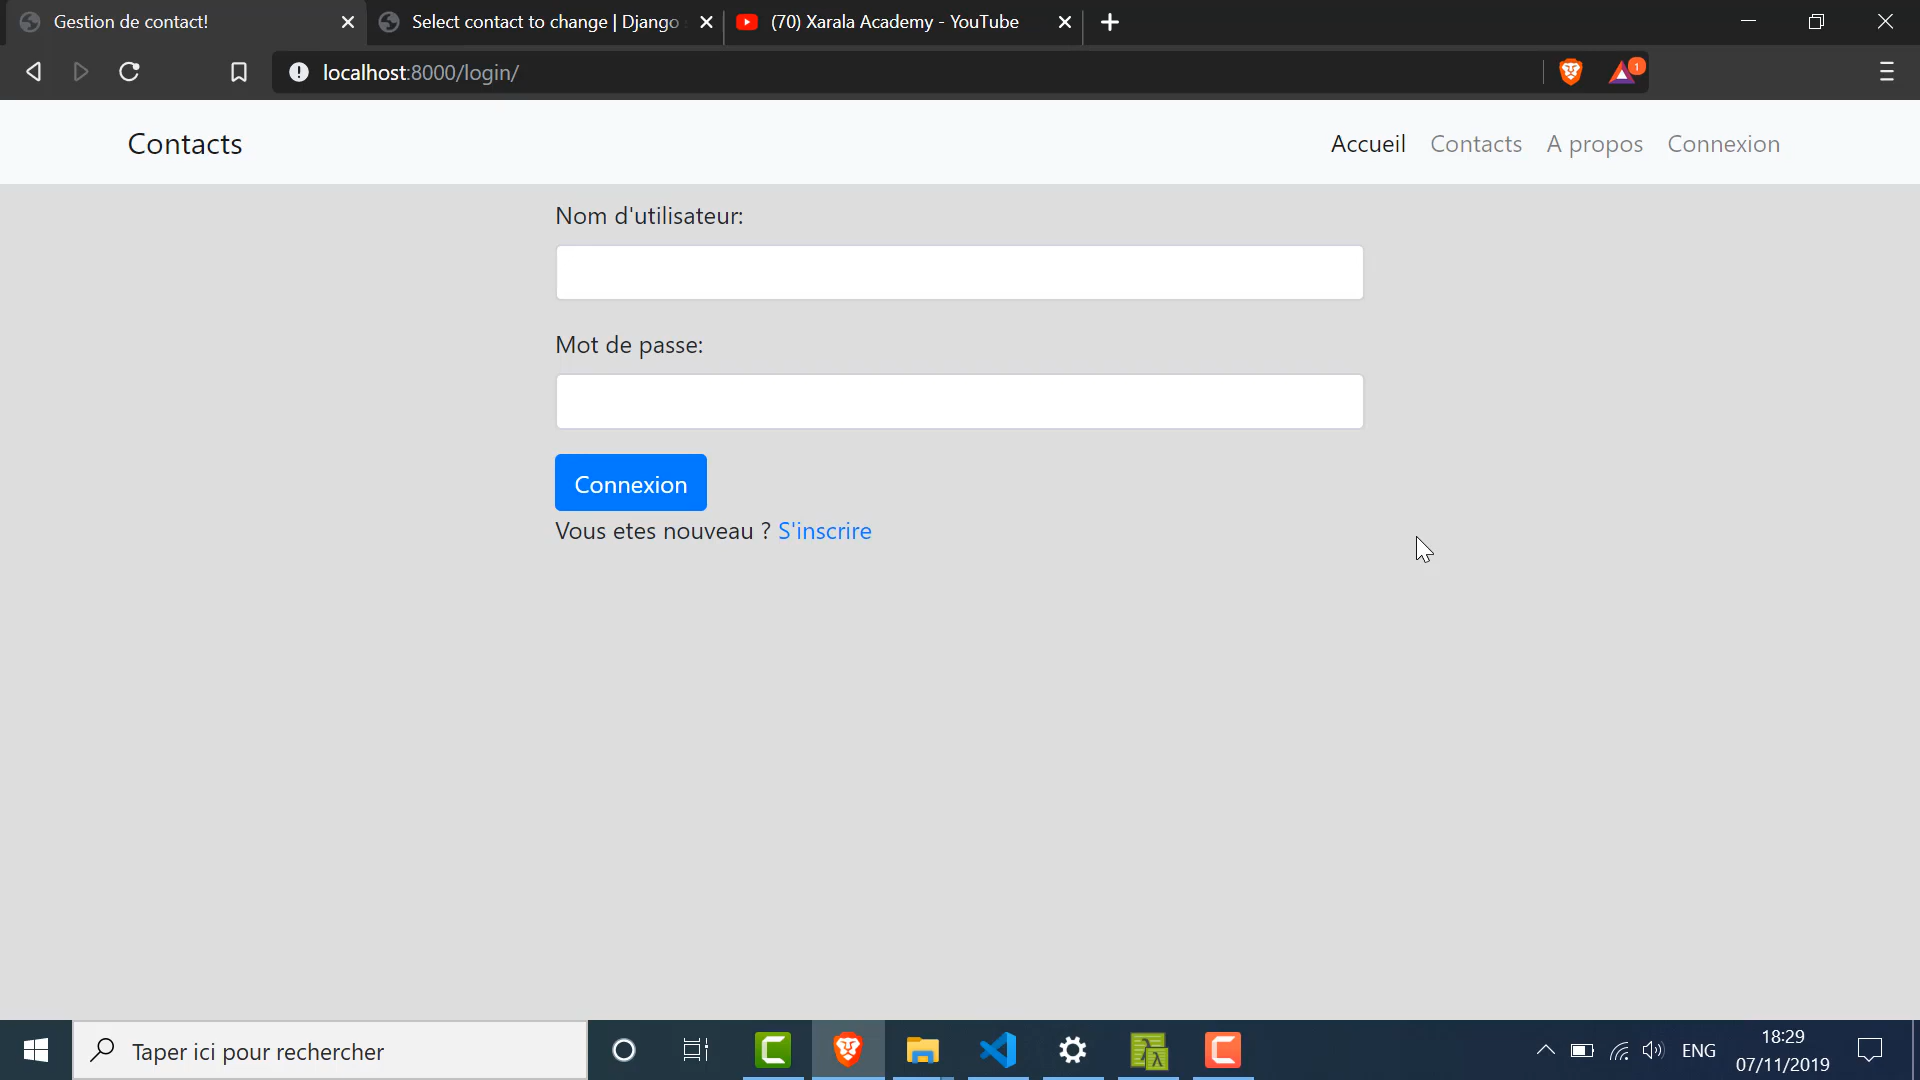 Gestion de contact!
Select contact to change | Django
(70) Xarala Academy - YouTube
localhost:8000/login/
1
Contacts
Accueil Contacts A propos Connexion
Nom d'utilisateur:
Mot de passe:
Connexion
Vous etes nouveau ? S'inscrire
Taper ici pour rechercher
ENG
18:29
07/11/2019